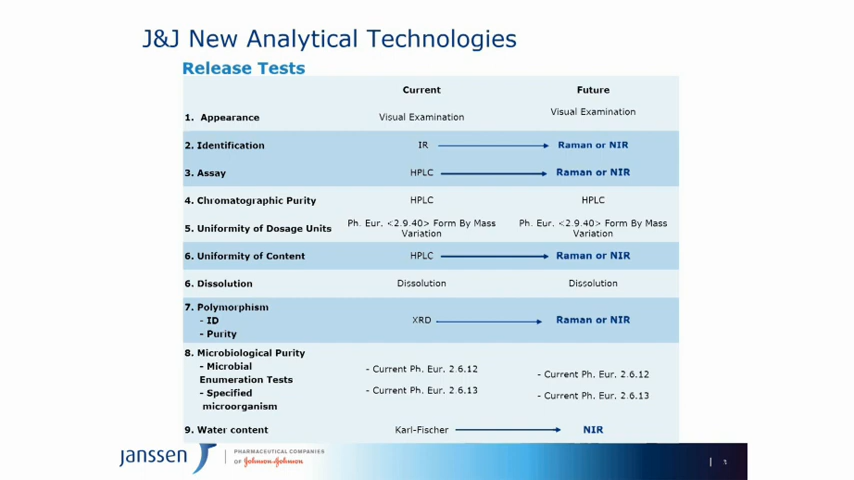 J&J New Analytical Technologies
Release Tests
Current Future
1. Appearance Visual Examination Visual Examination
2. Identification IR Raman or NIR
3. Assay HPLC Raman or NIR
4. Chromatographic Purity HPLC HPLC
5. Uniformity of Dosage Units Ph. Eur. <2.9.40> Form By Mass Variation Ph. Eur. <2.9.40> Form By Mass Variation
6. Uniformity of Content HPLC Raman or NIR
6. Dissolution Dissolution Dissolution
7. Polymorphism
- ID XRD Raman or NIR
- Purity
8. Microbiological Purity
- Microbial - Current Ph. Eur. 2.6.12 - Current Ph. Eur. 2.6.12
Enumeration Tests
- Specified - Current Ph. Eur. 2.6.13 - Current Ph. Eur. 2.6.13
microorganism
9. Water content Karl-Fischer NIR
janssen
PHARMACEUTICAL COMPANIES
OF Johnson & Johnson
3